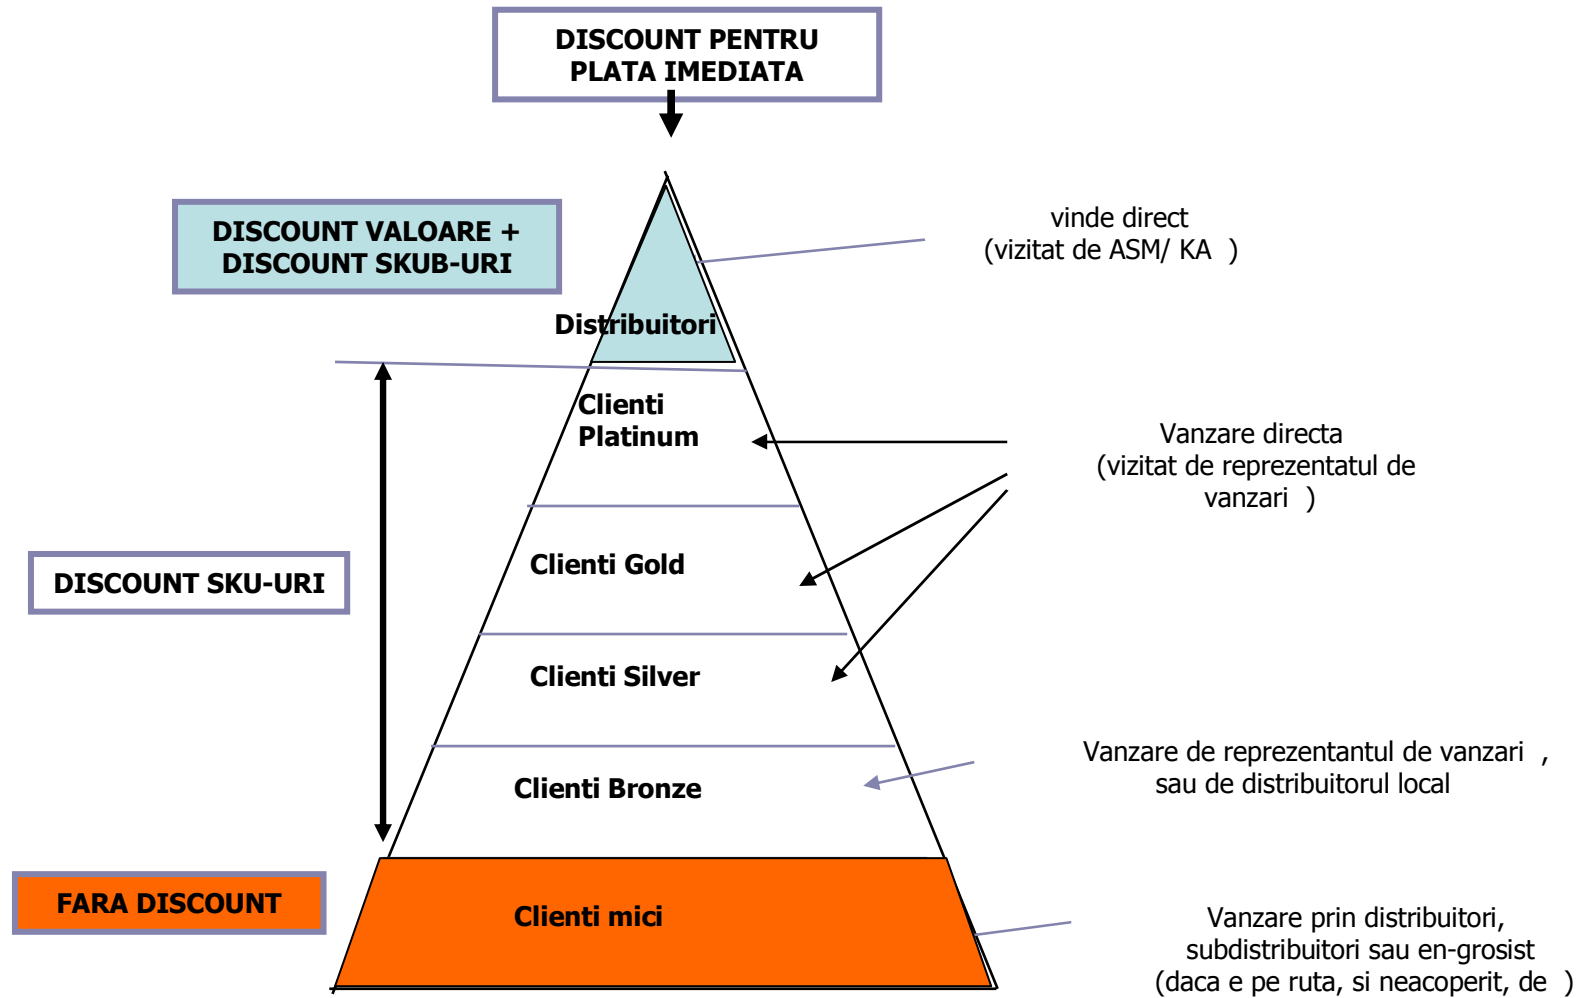 DISCOUNT PENTRU
PLATA IMEDIATA
DISCOUNT VALOARE +
DISCOUNT SKUB-URI
vinde direct
(vizitat de ASM/ KA )
Distribuitori
Clienti
Platinum
Vanzare directa
(vizitat de reprezentatul de
vanzari )
Clienti Gold
DISCOUNT SKU-URI
Clienti Silver
Vanzare de reprezentantul de vanzari ,
sau de distribuitorul local
Clienti Bronze
FARA DISCOUNT
Clienti mici
Vanzare prin distribuitori,
subdistribuitori sau en-grosist
(daca e pe ruta, si neacoperit, de )